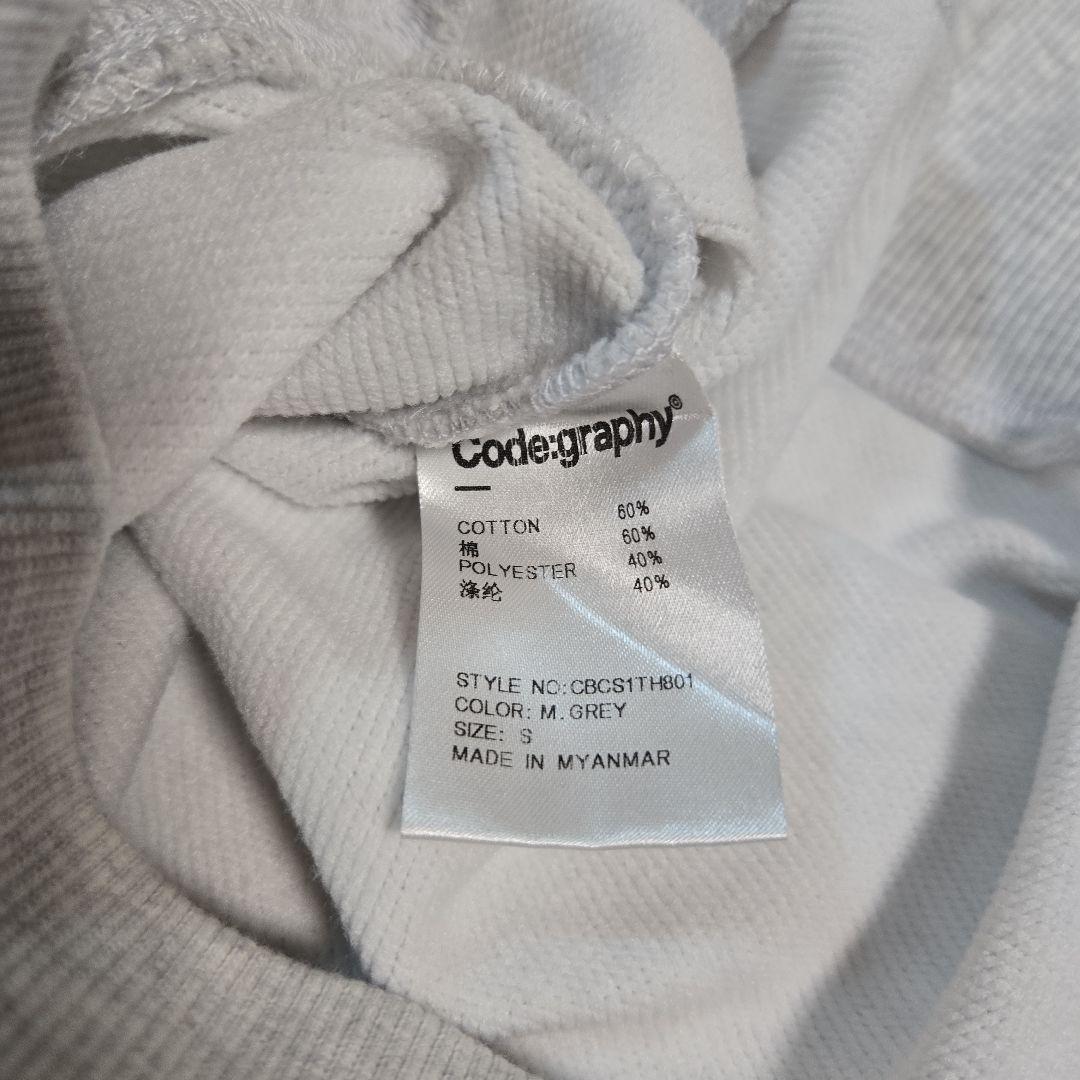 Code:graphy©
COTTON 60%
棉 60%
POLYESTER 40%
涤纶 40%
STYLE NO:CBCS1TH801
COLOR: M.GREY
SIZE: S
MADE IN MYANMAR